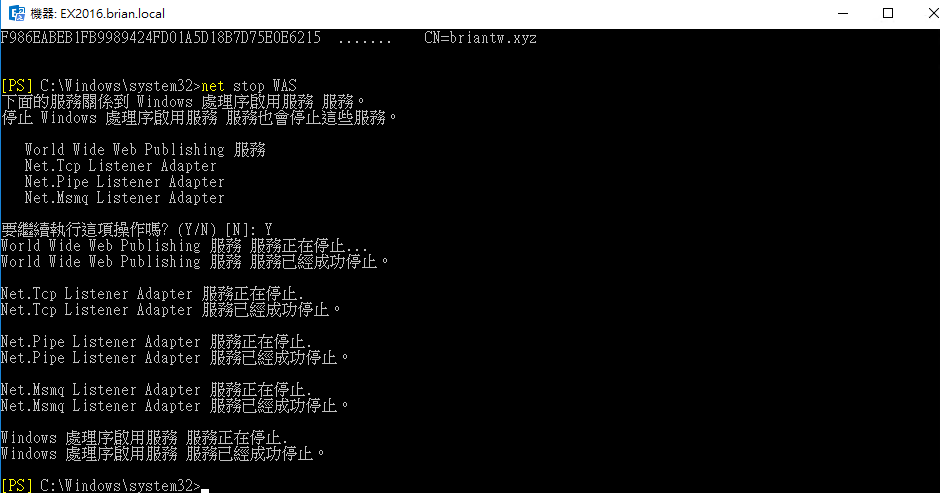 機器: EX2016.brian.local
F986EABEB1FB9989424FD01A5D18B7D75E0E6215  .......    CN=briantw.xyz
[PS] C:\Windows\system32>net stop WAS
下面的服務關係到 Windows 處理序啟用服務 服務。
停止 Windows 處理序啟用服務 服務也會停止這些服務。
World Wide Web Publishing 服務
Net.Tcp Listener Adapter
Net.Pipe Listener Adapter
Net.Msmq Listener Adapter
要繼續執行這項操作嗎? (Y/N) [N]: Y
World Wide Web Publishing 服務 服務正在停止...
World Wide Web Publishing 服務 服務已經成功停止。
Net.Tcp Listener Adapter 服務正在停止.
Net.Tcp Listener Adapter 服務已經成功停止。
Net.Pipe Listener Adapter 服務正在停止.
Net.Pipe Listener Adapter 服務已經成功停止。
Net.Msmq Listener Adapter 服務正在停止.
Net.Msmq Listener Adapter 服務已經成功停止。
Windows 處理序啟用服務 服務正在停止.
Windows 處理序啟用服務 服務已經成功停止。
[PS] C:\Windows\system32>